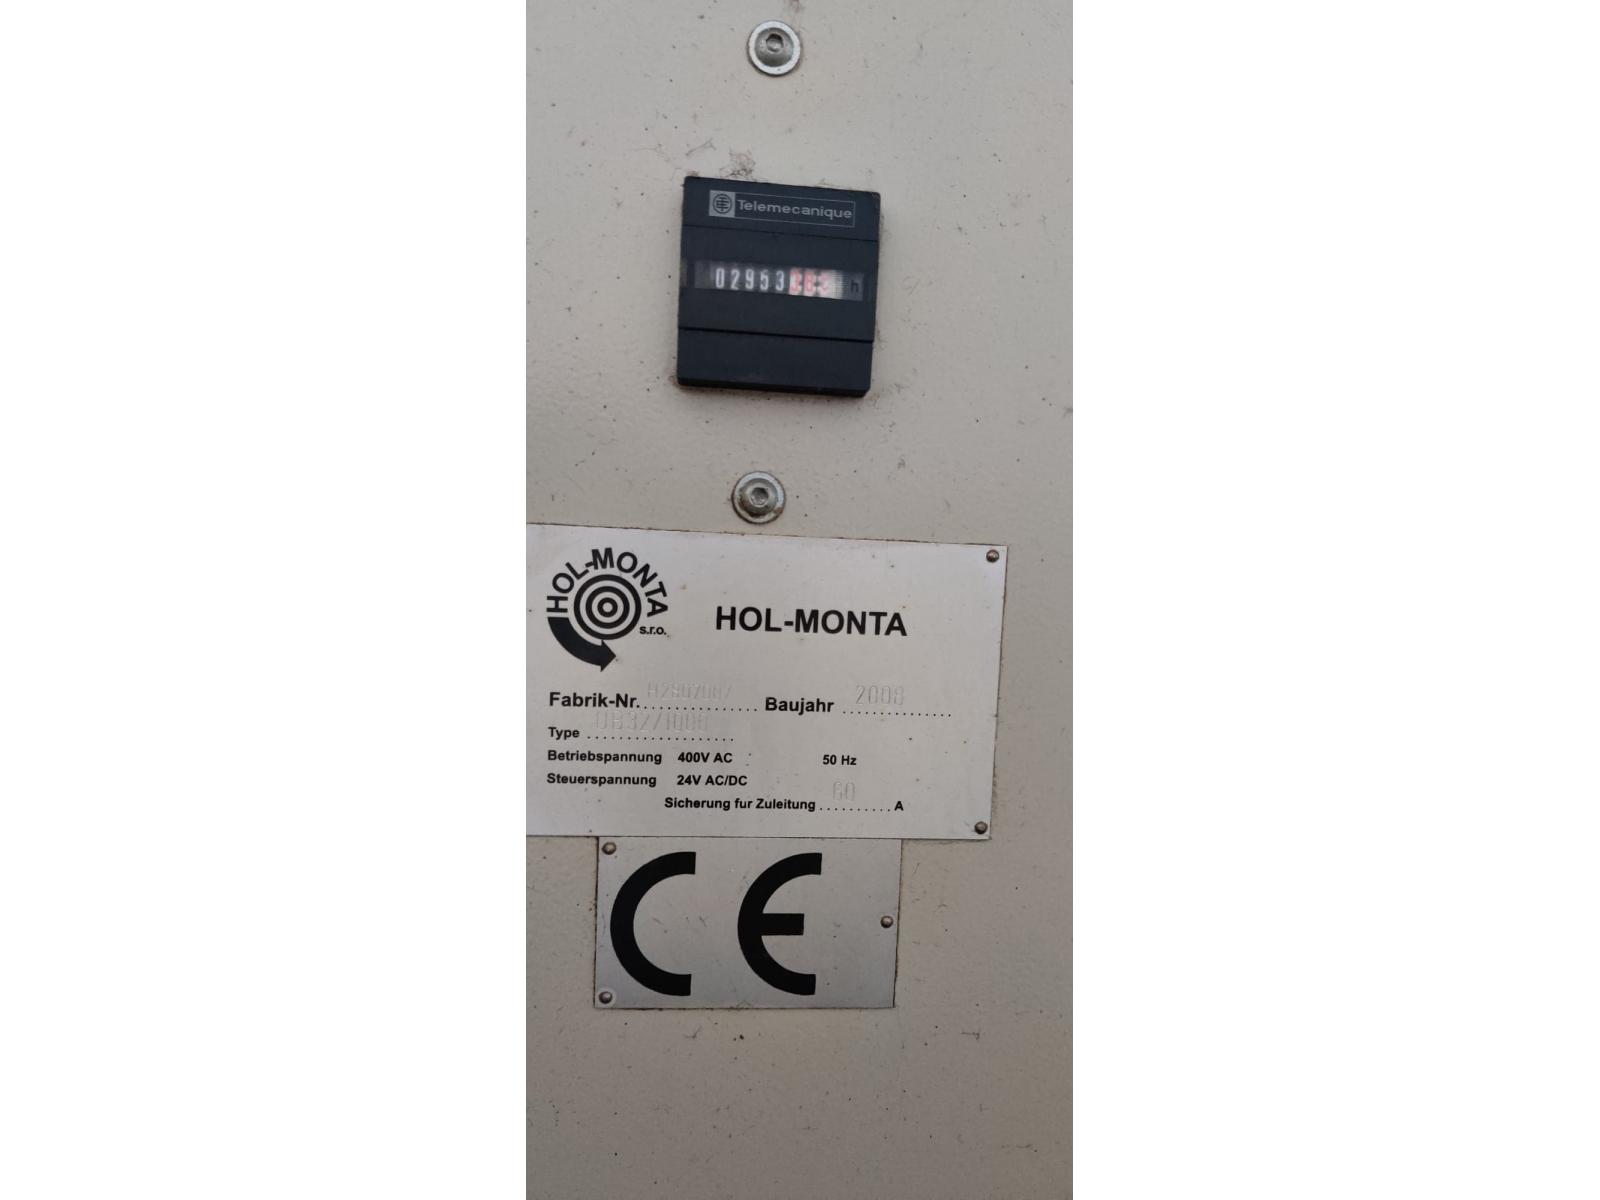 Telemecanique
02953 h
HOL-MONTA
s.r.o.
HOL-MONTA
Fabrik-Nr. Baujahr 2008
Type
Betriebspannung 400V AC 50 Hz
Steuerspannung 24V AC/DC
Sicherung fur Zuleitung 60 A
CE